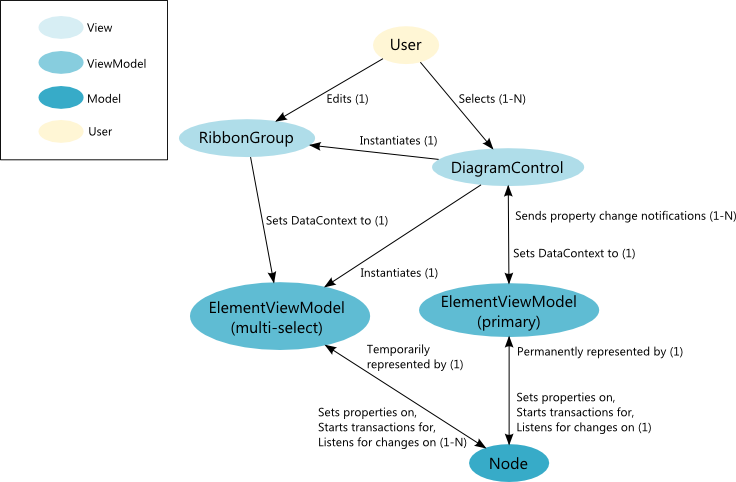 View
ViewModel
Model
User
User
Edits (1)
Selects (1-N)
RibbonGroup
Instantiates (1)
DiagramControl
Sets DataContext to (1)
Sends property change notifications (1-N)
Sets DataContext to (1)
Instantiates (1)
ElementViewModel
(multi-select)
ElementViewModel
(primary)
Temporarily
represented by (1)
Permanently represented by (1)
Sets properties on,
Starts transactions for,
Listens for changes on (1-N)
Sets properties on,
Starts transactions for,
Listens for changes on (1)
Node